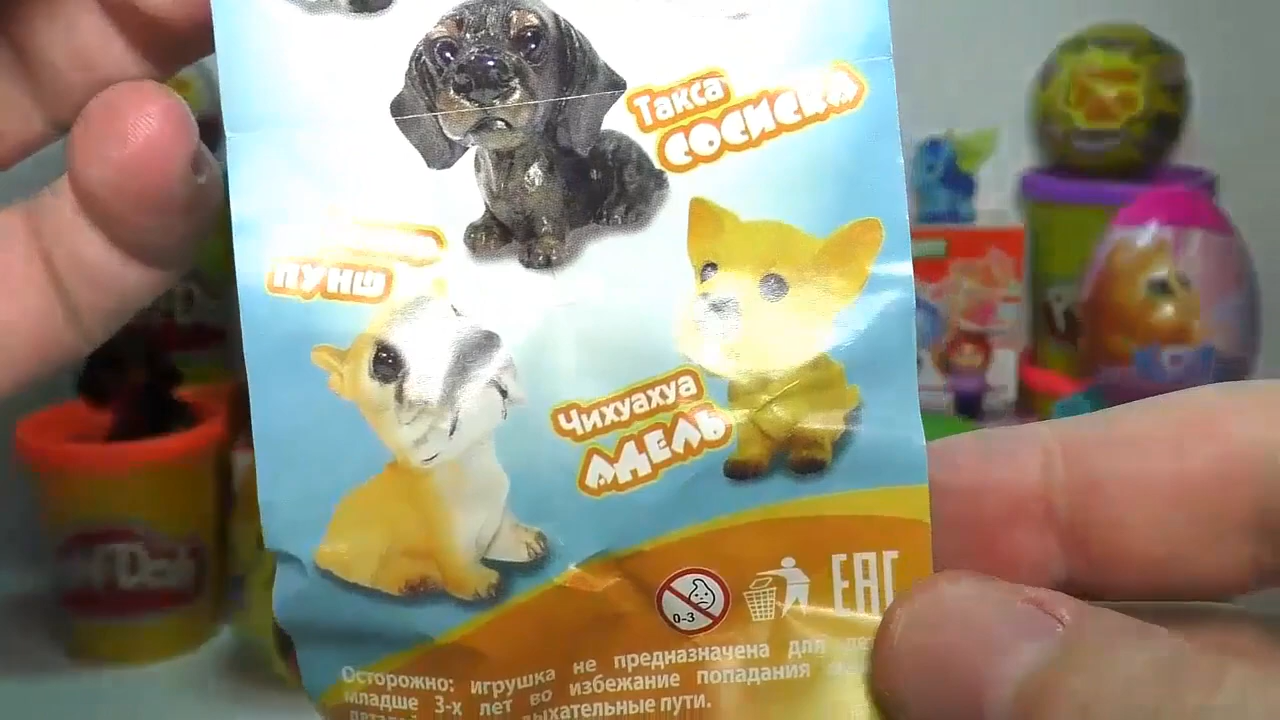 Такса
СОСИСКА
ПУНШ
Чихуахуа
АДЕЛЬ
0-3
EAC
Осторожно: игрушка не предназначена для
младше 3-х лет во избежание попадания
дыхательные пути.